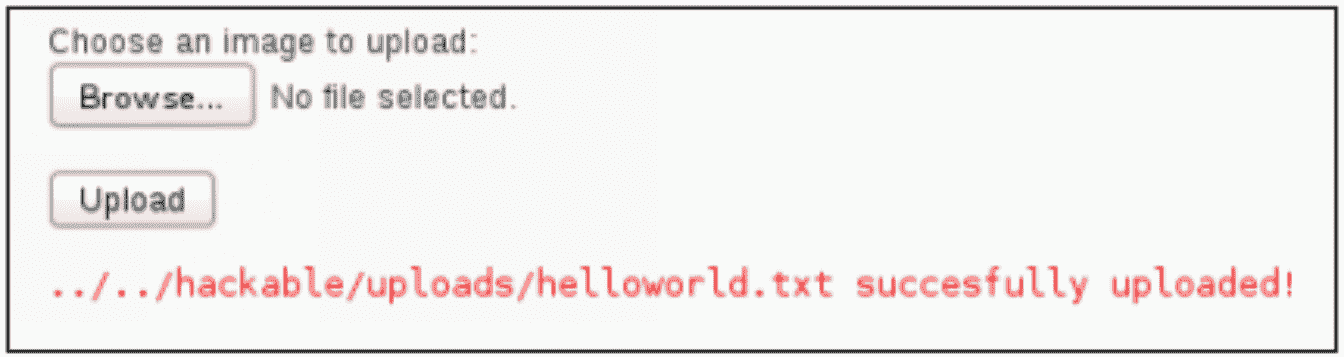 Choose an image to upload:
Browse... No file selected.
Upload
../../hackable/uploads/helloworld.txt succesfully uploaded!